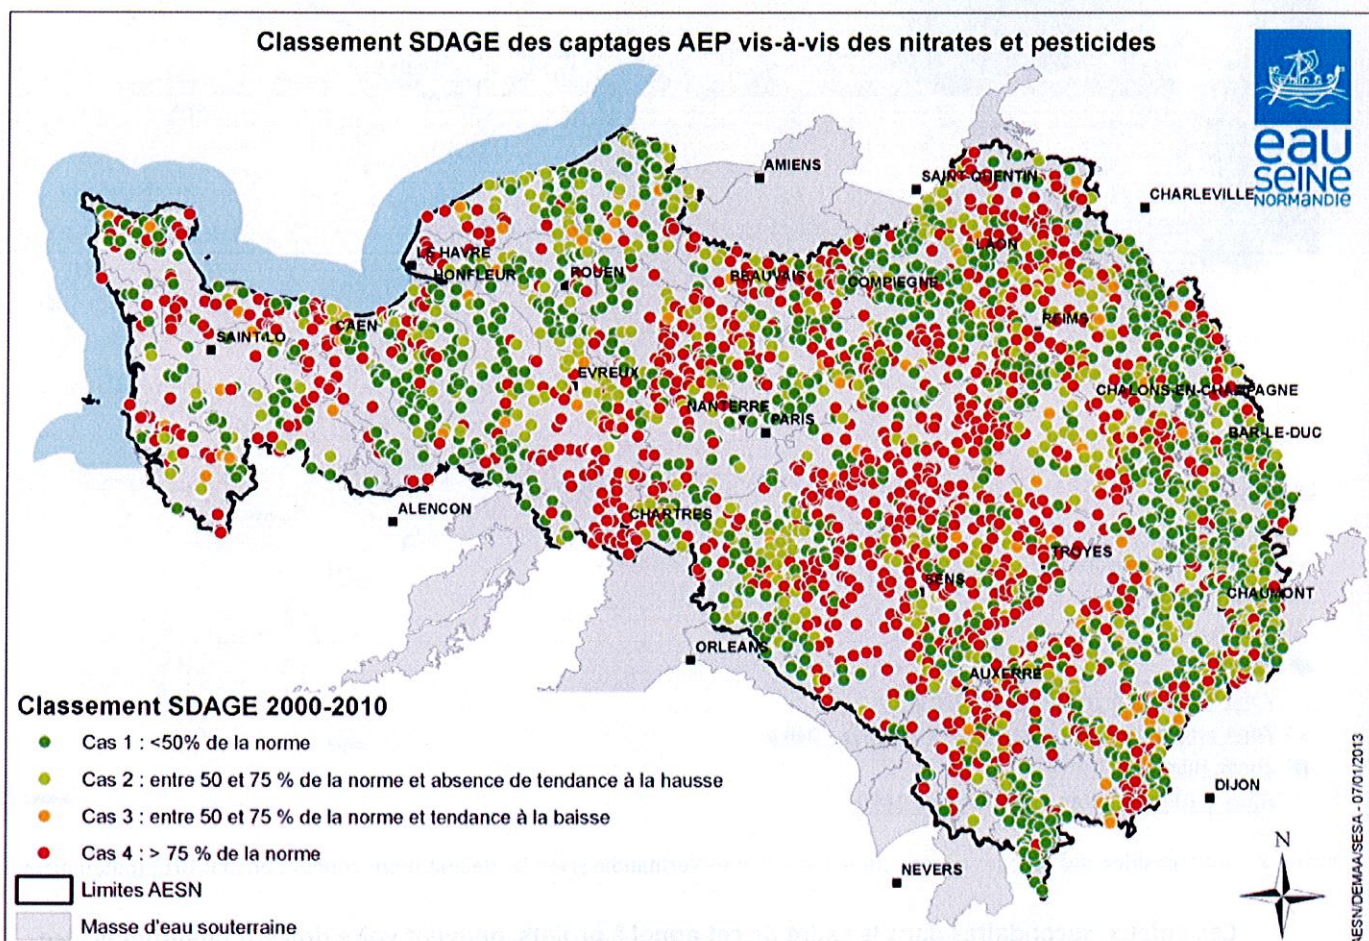 Classement SDAGE des captages AEP vis-à-vis des nitrates et pesticides
eau
SEINE
NORMANDIE
AMIENS
SAINT-QUENTIN
CHARLEVILLE
LAON
LE HAVRE
HONFLEUR
ROUEN
BEAUVAIS
COMPIEGNE
REIMS
CAEN
SAINT-LO
EVREUX
CHALONS-EN-CHAMPAGNE
NANTERRE
PARIS
BAR-LE-DUC
ALENCON
CHARTRES
TROYES
SENS
CHAUMONT
ORLEANS
AUXERRE
DIJON
NEVERS
Classement SDAGE 2000-2010
Cas 1 : <50% de la norme
Cas 2 : entre 50 et 75 % de la norme et absence de tendance à la hausse
Cas 3 : entre 50 et 75 % de la norme et tendance à la baisse
Cas 4 : > 75 % de la norme
Limites AESN
Masse d'eau souterraine
N
AESN/DEMAA/SESA - 07/01/2013